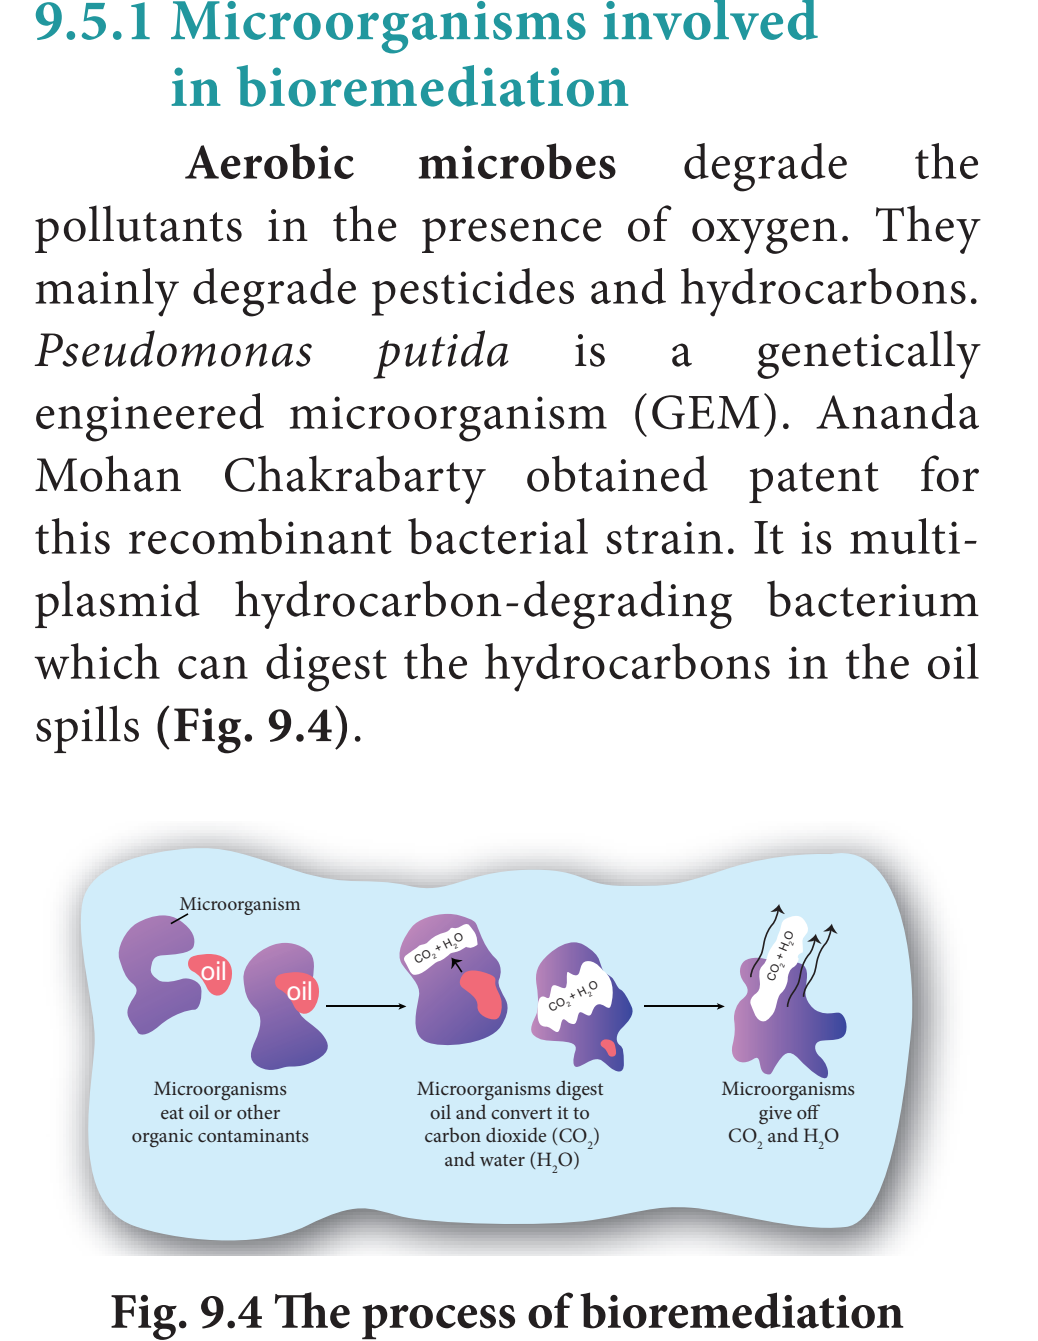 9.5.1 Microorganisms involved
in bioremediation
Aerobic microbes degrade the
pollutants in the presence of oxygen. They
mainly degrade pesticides and hydrocarbons.
Pseudomonas putida is a genetically
engineered microorganism (GEM). Ananda
Mohan Chakrabarty obtained patent for
this recombinant bacterial strain. It is multi-
plasmid hydrocarbon-degrading bacterium
which can digest the hydrocarbons in the oil
spills (Fig. 9.4).
Microorganism
oil
oil
CO₂ + H₂O
CO₂ + H₂O
CO₂ + H₂O
Microorganisms
eat oil or other
organic contaminants
Microorganisms digest
oil and convert it to
carbon dioxide (CO₂)
and water (H₂O)
Microorganisms
give off
CO₂ and H₂O
Fig. 9.4 The process of bioremediation